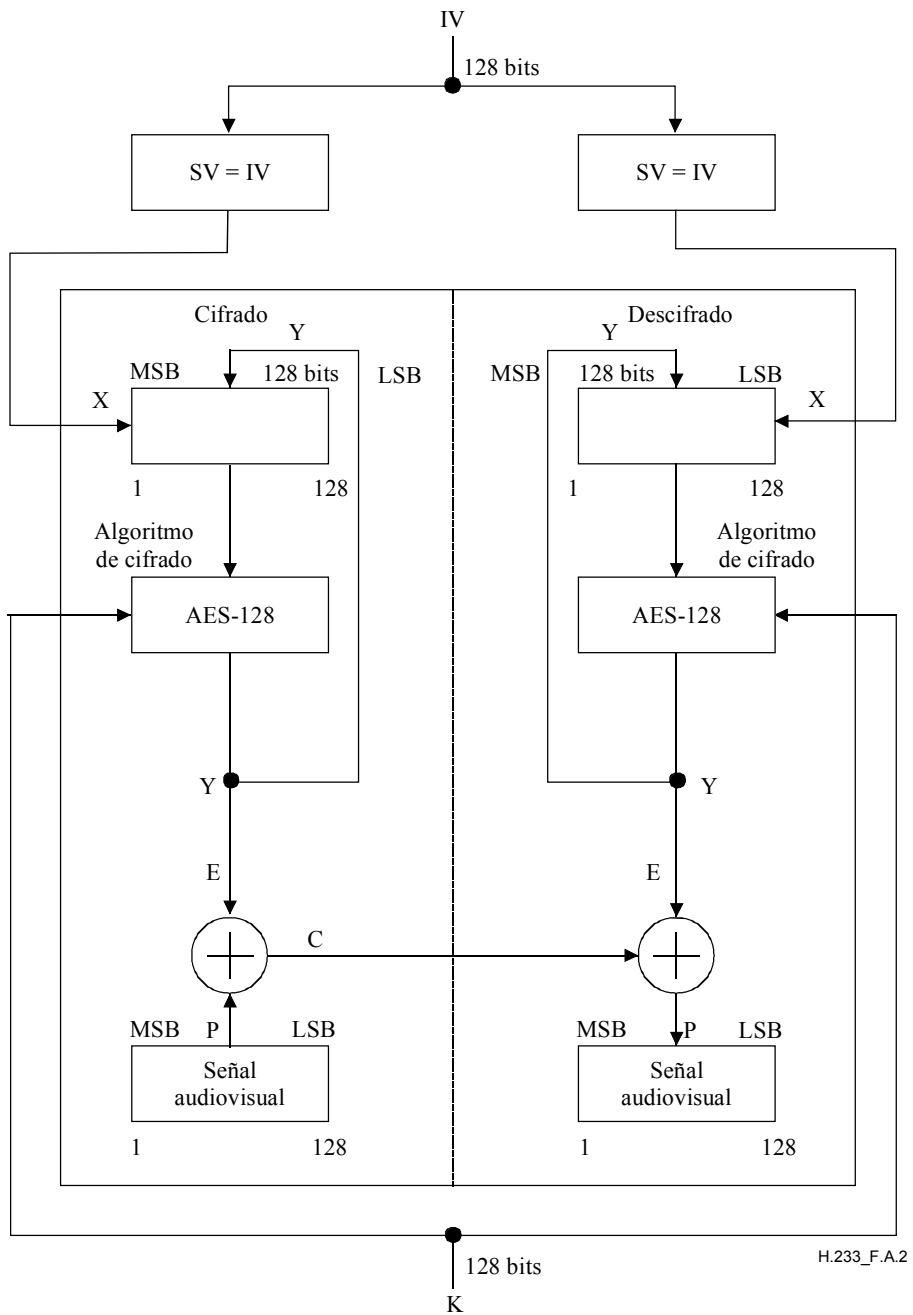 IV
128 bits
SV = IV
SV = IV
Cifrado
Descifrado
Y
Y
MSB
128 bits
LSB
MSB
128 bits
LSB
X
X
1
128
1
128
Algoritmo
de cifrado
Algoritmo
de cifrado
AES-128
AES-128
Y
Y
E
E
C
MSB
P
LSB
MSB
P
LSB
Señal
audiovisual
Señal
audiovisual
1
128
1
128
128 bits
H.233_F.A.2
K